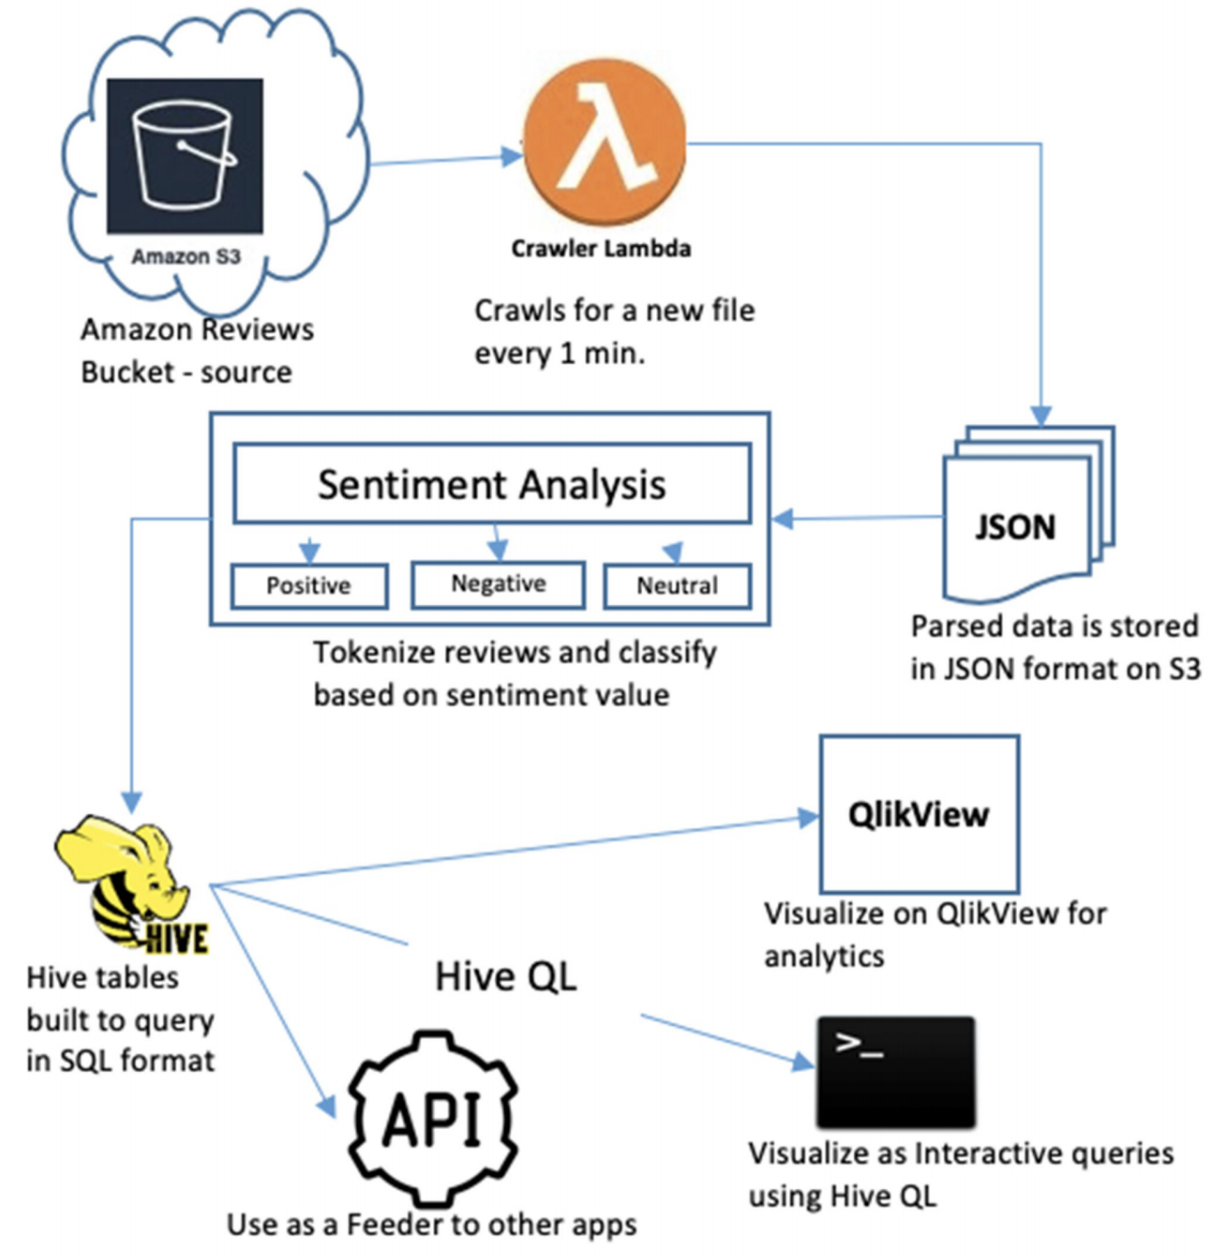 Amazon S3
Amazon Reviews
Bucket - source
λ
Crawler Lambda
Crawls for a new file
every 1 min.
JSON
Parsed data is stored
in JSON format on S3
Sentiment Analysis
Positive
Negative
Neutral
Tokenize reviews and classify
based on sentiment value
HIVE
Hive tables
built to query
in SQL format
QlikView
Visualize on QlikView for
analytics
Hive QL
>_
Visualize as Interactive queries
using Hive QL
API
Use as a Feeder to other apps